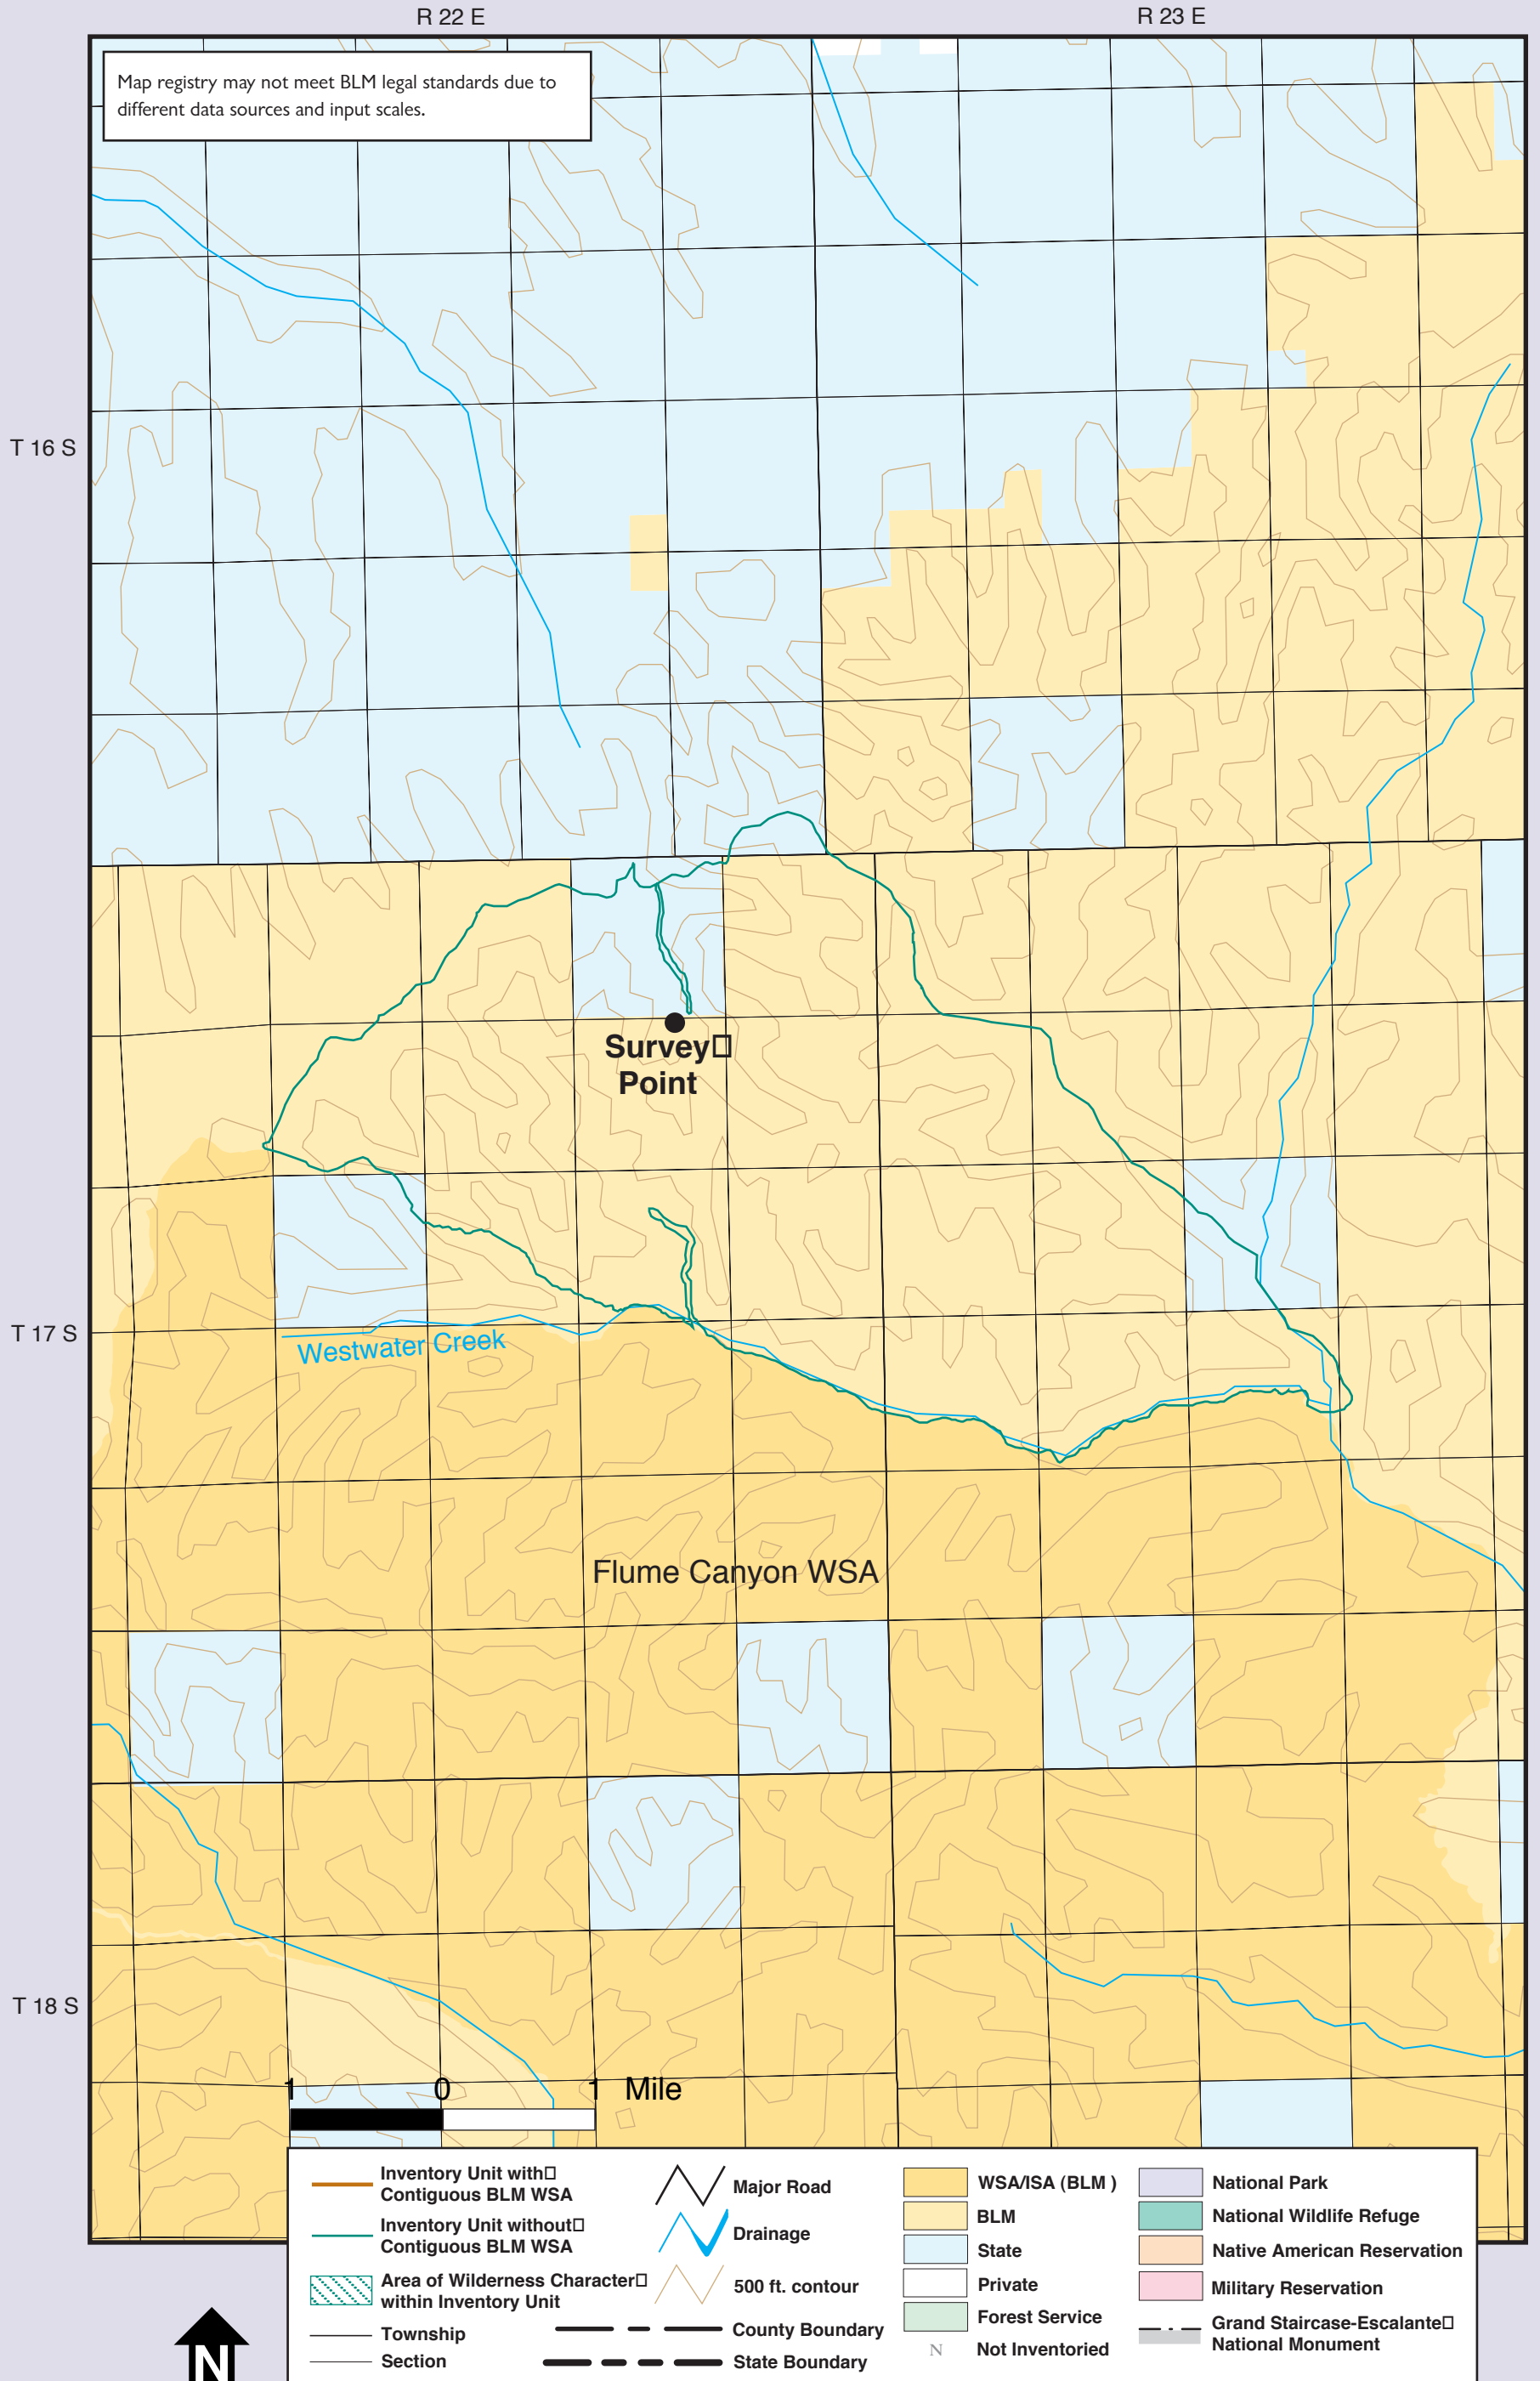 R 22 E
R 23 E
Map registry may not meet BLM legal standards due to
different data sources and input scales.
T 16 S
Survey
Point
T 17 S
Westwater Creek
Flume Canyon WSA
T 18 S
1 0 1 Mile
Inventory Unit with
Contiguous BLM WSA
Inventory Unit without
Contiguous BLM WSA
Area of Wilderness Character
within Inventory Unit
Township
Section
Major Road
Drainage
500 ft. contour
County Boundary
State Boundary
WSA/ISA (BLM )
BLM
State
Private
Forest Service
N Not Inventoried
National Park
National Wildlife Refuge
Native American Reservation
Military Reservation
Grand Staircase-Escalante
National Monument
N